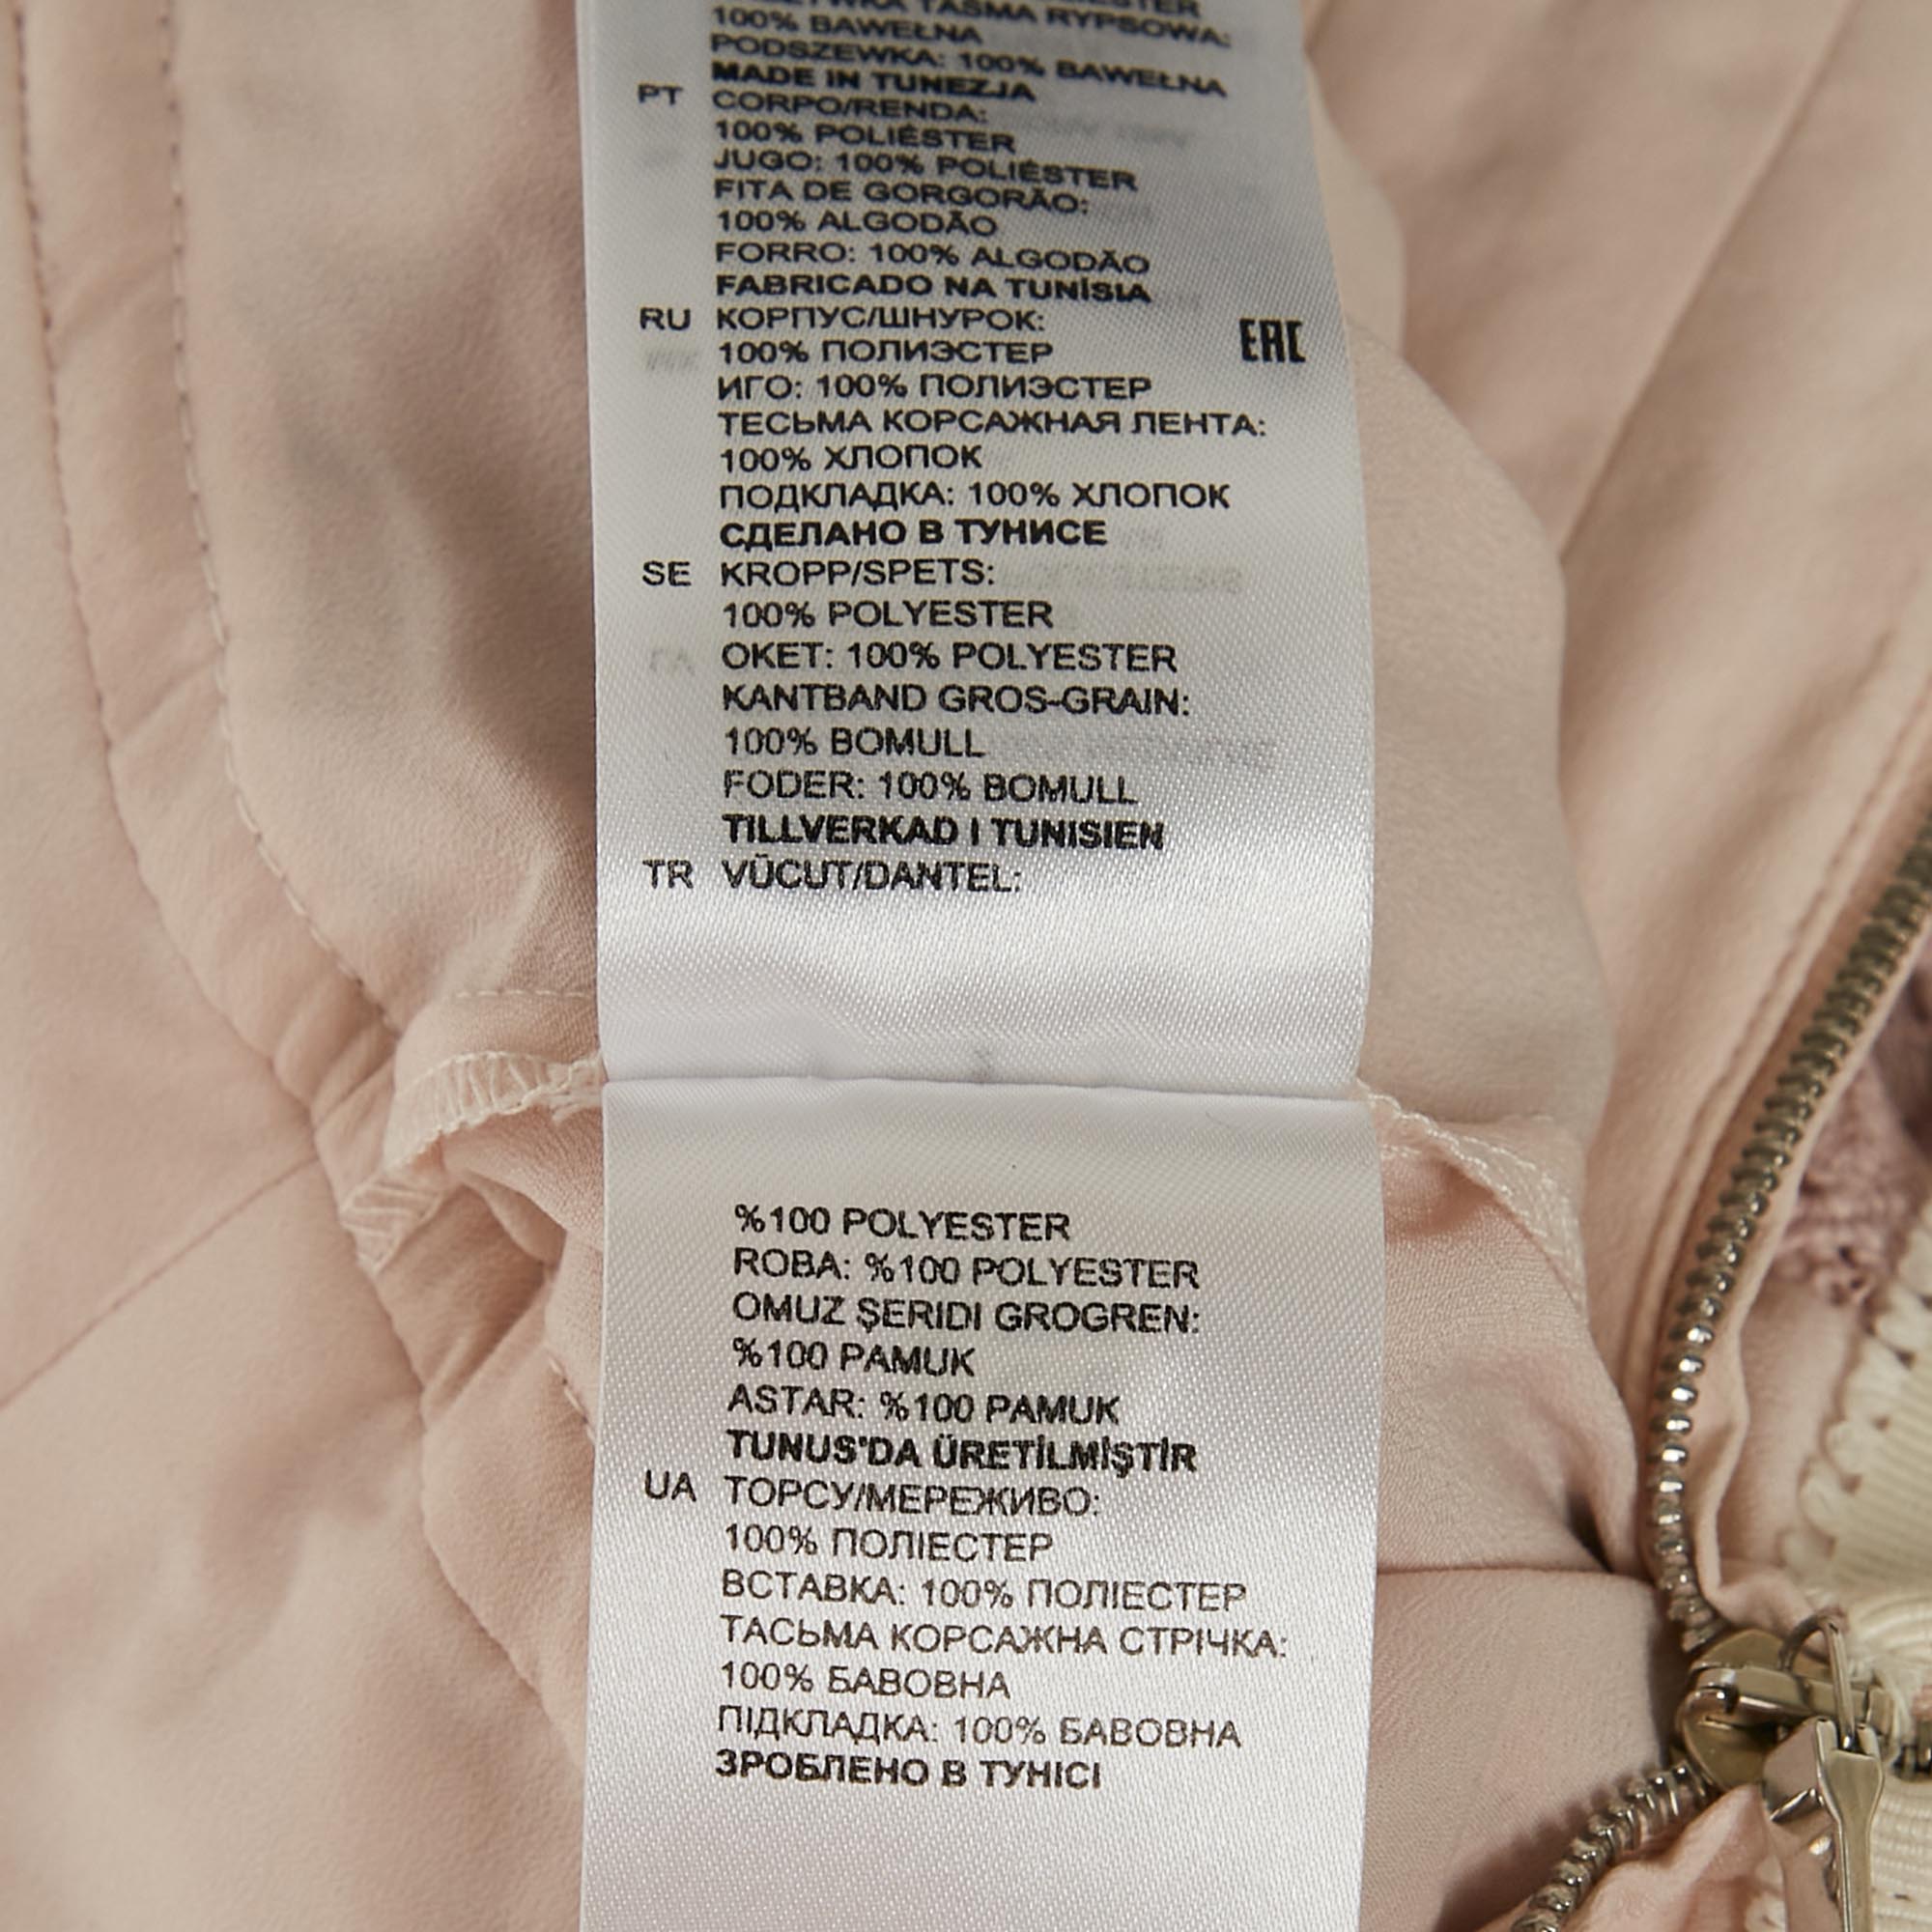 TAŚMA RYPSOWA:
100% BAWEŁNA
PODSZEWKA: 100% BAWEŁNA
MADE IN TUNEZJA
PT CORPO/RENDA:
100% POLIÉSTER
JUGO: 100% POLIÉSTER
FITA DE GORGORÃO:
100% ALGODÃO
FORRO: 100% ALGODÃO
FABRICADO NA TUNÍSIA
RU КОРПУС/ШНУРОК:
EAC
100% ПОЛИЭСТЕР
ИГО: 100% ПОЛИЭСТЕР
ТЕСЬМА КОРСАЖНАЯ ЛЕНТА:
100% ХЛОПОК
ПОДКЛАДКА: 100% ХЛОПОК
СДЕЛАНО В ТУНИСЕ
SE KROPP/SPETS:
100% POLYESTER
OKET: 100% POLYESTER
KANTBAND GROS-GRAIN:
100% BOMULL
FODER: 100% BOMULL
TILLVERKAD I TUNISIEN
TR VÜCUT/DANTEL:
%100 POLYESTER
ROBA: %100 POLYESTER
OMUZ ŞERIDI GROGREN:
%100 PAMUK
ASTAR: %100 PAMUK
TUNUS'DA ÜRETİLMİŞTİR
UA ТОРСУ/МЕРЕЖИВО:
100% ПОЛІЕСТЕР
ВСТАВКА: 100% ПОЛІЕСТЕР
ТАСЬМА КОРСАЖНА СТРІЧКА:
100% БАВОВНА
ПІДКЛАДКА: 100% БАВОВНА
ЗРОБЛЕНО В ТУНІСІ